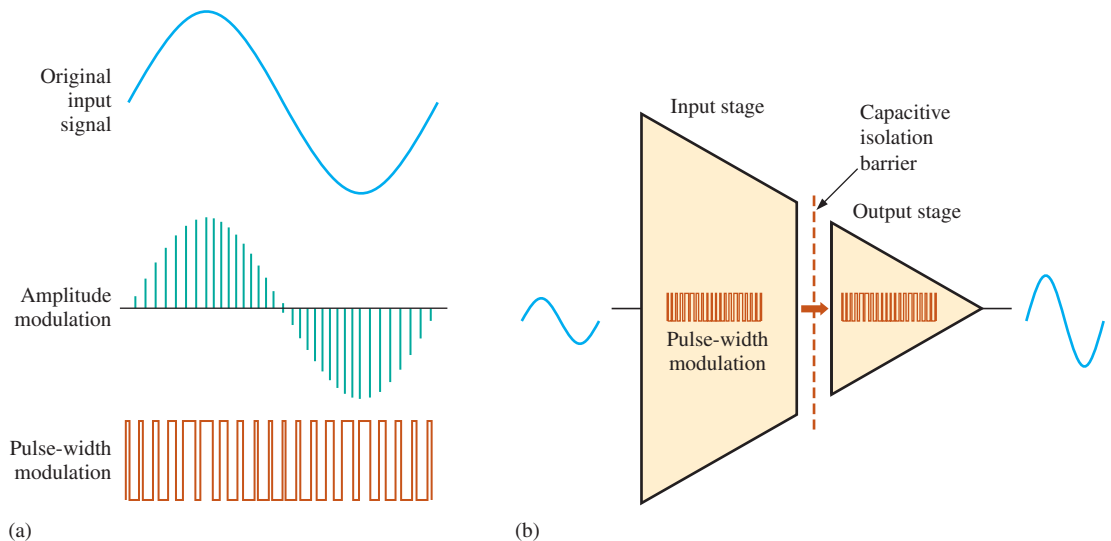 Original
input
signal
Amplitude
modulation
Pulse-width
modulation
(a)
Input stage
Capacitive
isolation
barrier
Output stage
Pulse-width
modulation
(b)